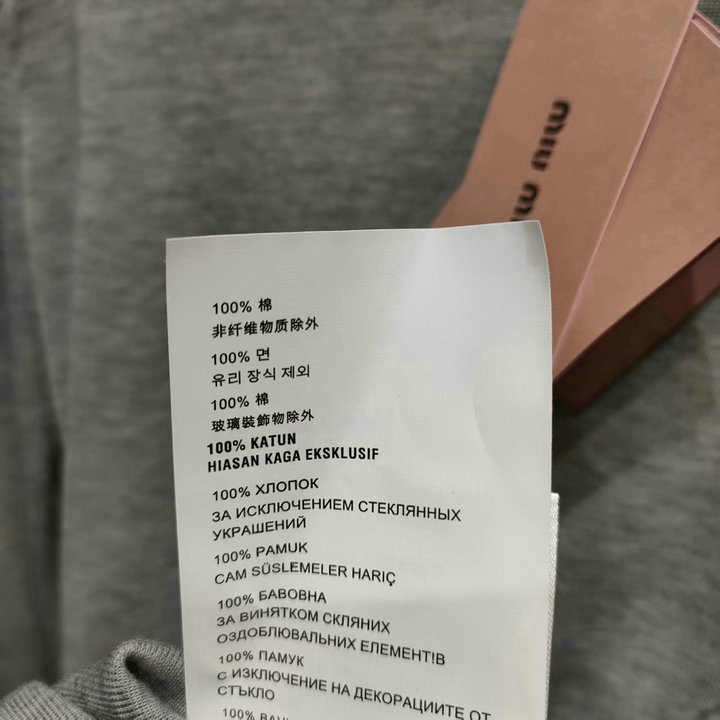 miu miu
100% 棉
非纤维物质除外
100% 면
유리 장식 제외
100% 棉
玻璃裝飾物除外
100% KATUN
HIASAN KAGA EKSKLUSIF
100% ХЛОПОК
ЗА ИСКЛЮЧЕНИЕМ СТЕКЛЯННЫХ
УКРАШЕНИЙ
100% PAMUK
CAM SÜSLEMELER HARIÇ
100% БАВОВНА
ЗА ВИНЯТКОМ СКЛЯНИХ
ОЗДОБЛЮВАЛЬНИХ ЕЛЕМЕНТ!В
100% ПАМУК
С ИЗКЛЮЧЕНИЕ НА ДЕКОРАЦИИТЕ ОТ
СТЪКЛО
100%